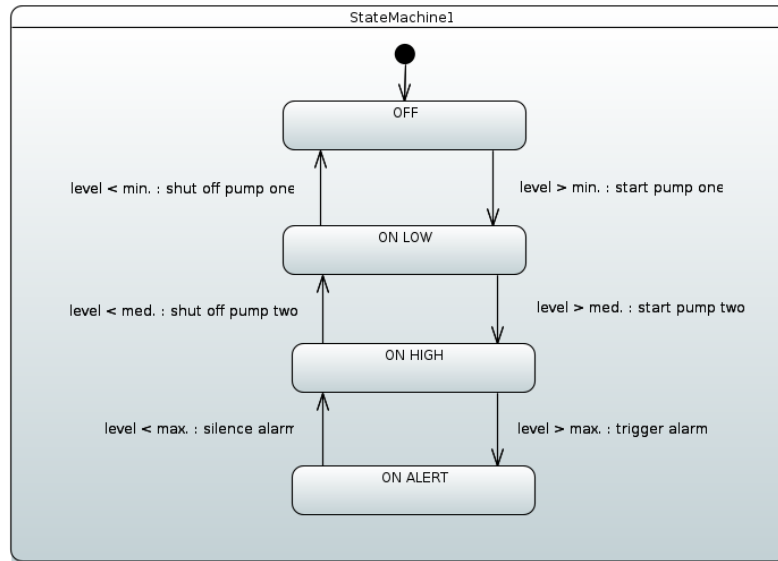 StateMachine1
OFF
level < min. : shut off pump one
level > min. : start pump one
ON LOW
level < med. : shut off pump two
level > med. : start pump two
ON HIGH
level < max. : silence alarm
level > max. : trigger alarm
ON ALERT